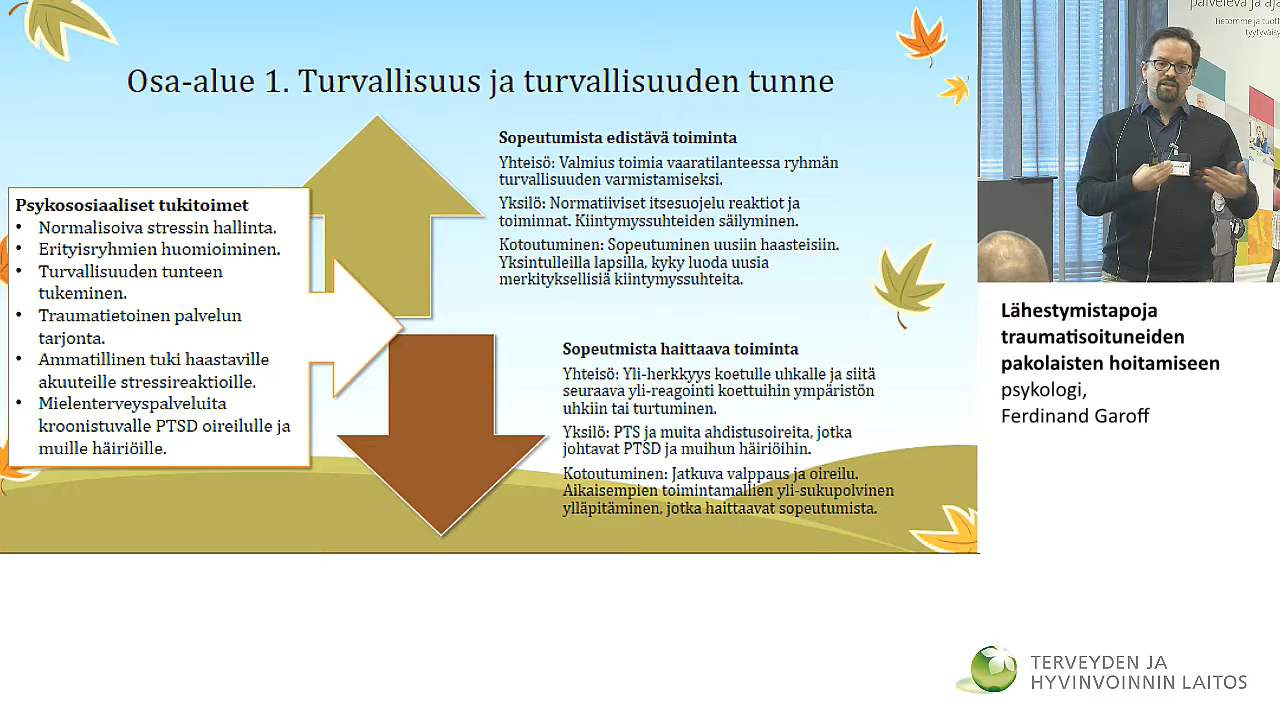 Osa-alue 1. Turvallisuus ja turvallisuuden tunne
Psykososiaaliset tukitoimet
• Normalisoiva stressin hallinta.
• Erityisryhmien huomioiminen.
• Turvallisuuden tunteen
tukeminen.
• Traumatietoinen palvelun
tarjonta.
• Ammatillinen tuki haastaville
akuuteille stressireaktioille.
• Mielenterveyspalveluita
kroonistuvalle PTSD oireilulle ja
muille häiriöille.
Sopeutumista edistävä toiminta
Yhteisö: Valmius toimia vaaratilanteessa ryhmän
turvallisuuden varmistamiseksi.
Yksilö: Normatiiviset itsesuojelu reaktiot ja
toiminnat. Kiintymyssuhteiden säilyminen.
Kotoutuminen: Sopeutuminen uusiin haasteisiin.
Yksintulleilla lapsilla, kyky luoda uusia
merkityksellisiä kiintymyssuhteita.
Sopeutmista haittaava toiminta
Yhteisö: Yli-herkkyys koetulle uhkalle ja siitä
seuraava yli-reagointi koettuihin ympäristön
uhkiin tai turtuminen.
Yksilö: PTS ja muita ahdistusoireita, jotka
johtavat PTSD ja muihun häiriöihin.
Kotoutuminen: Jatkuva valppaus ja oireilu.
Aikaisempien toimintamallien yli-sukupolvinen
ylläpitäminen, jotka haittaavat sopeutumista.
palveleva ja
Tietomme ja
Lähestymistapoja
traumatisoituneiden
pakolaisten hoitamiseen
psykologi,
Ferdinand Garoff
TERVEYDEN JA
HYVINVOINNIN LAITOS